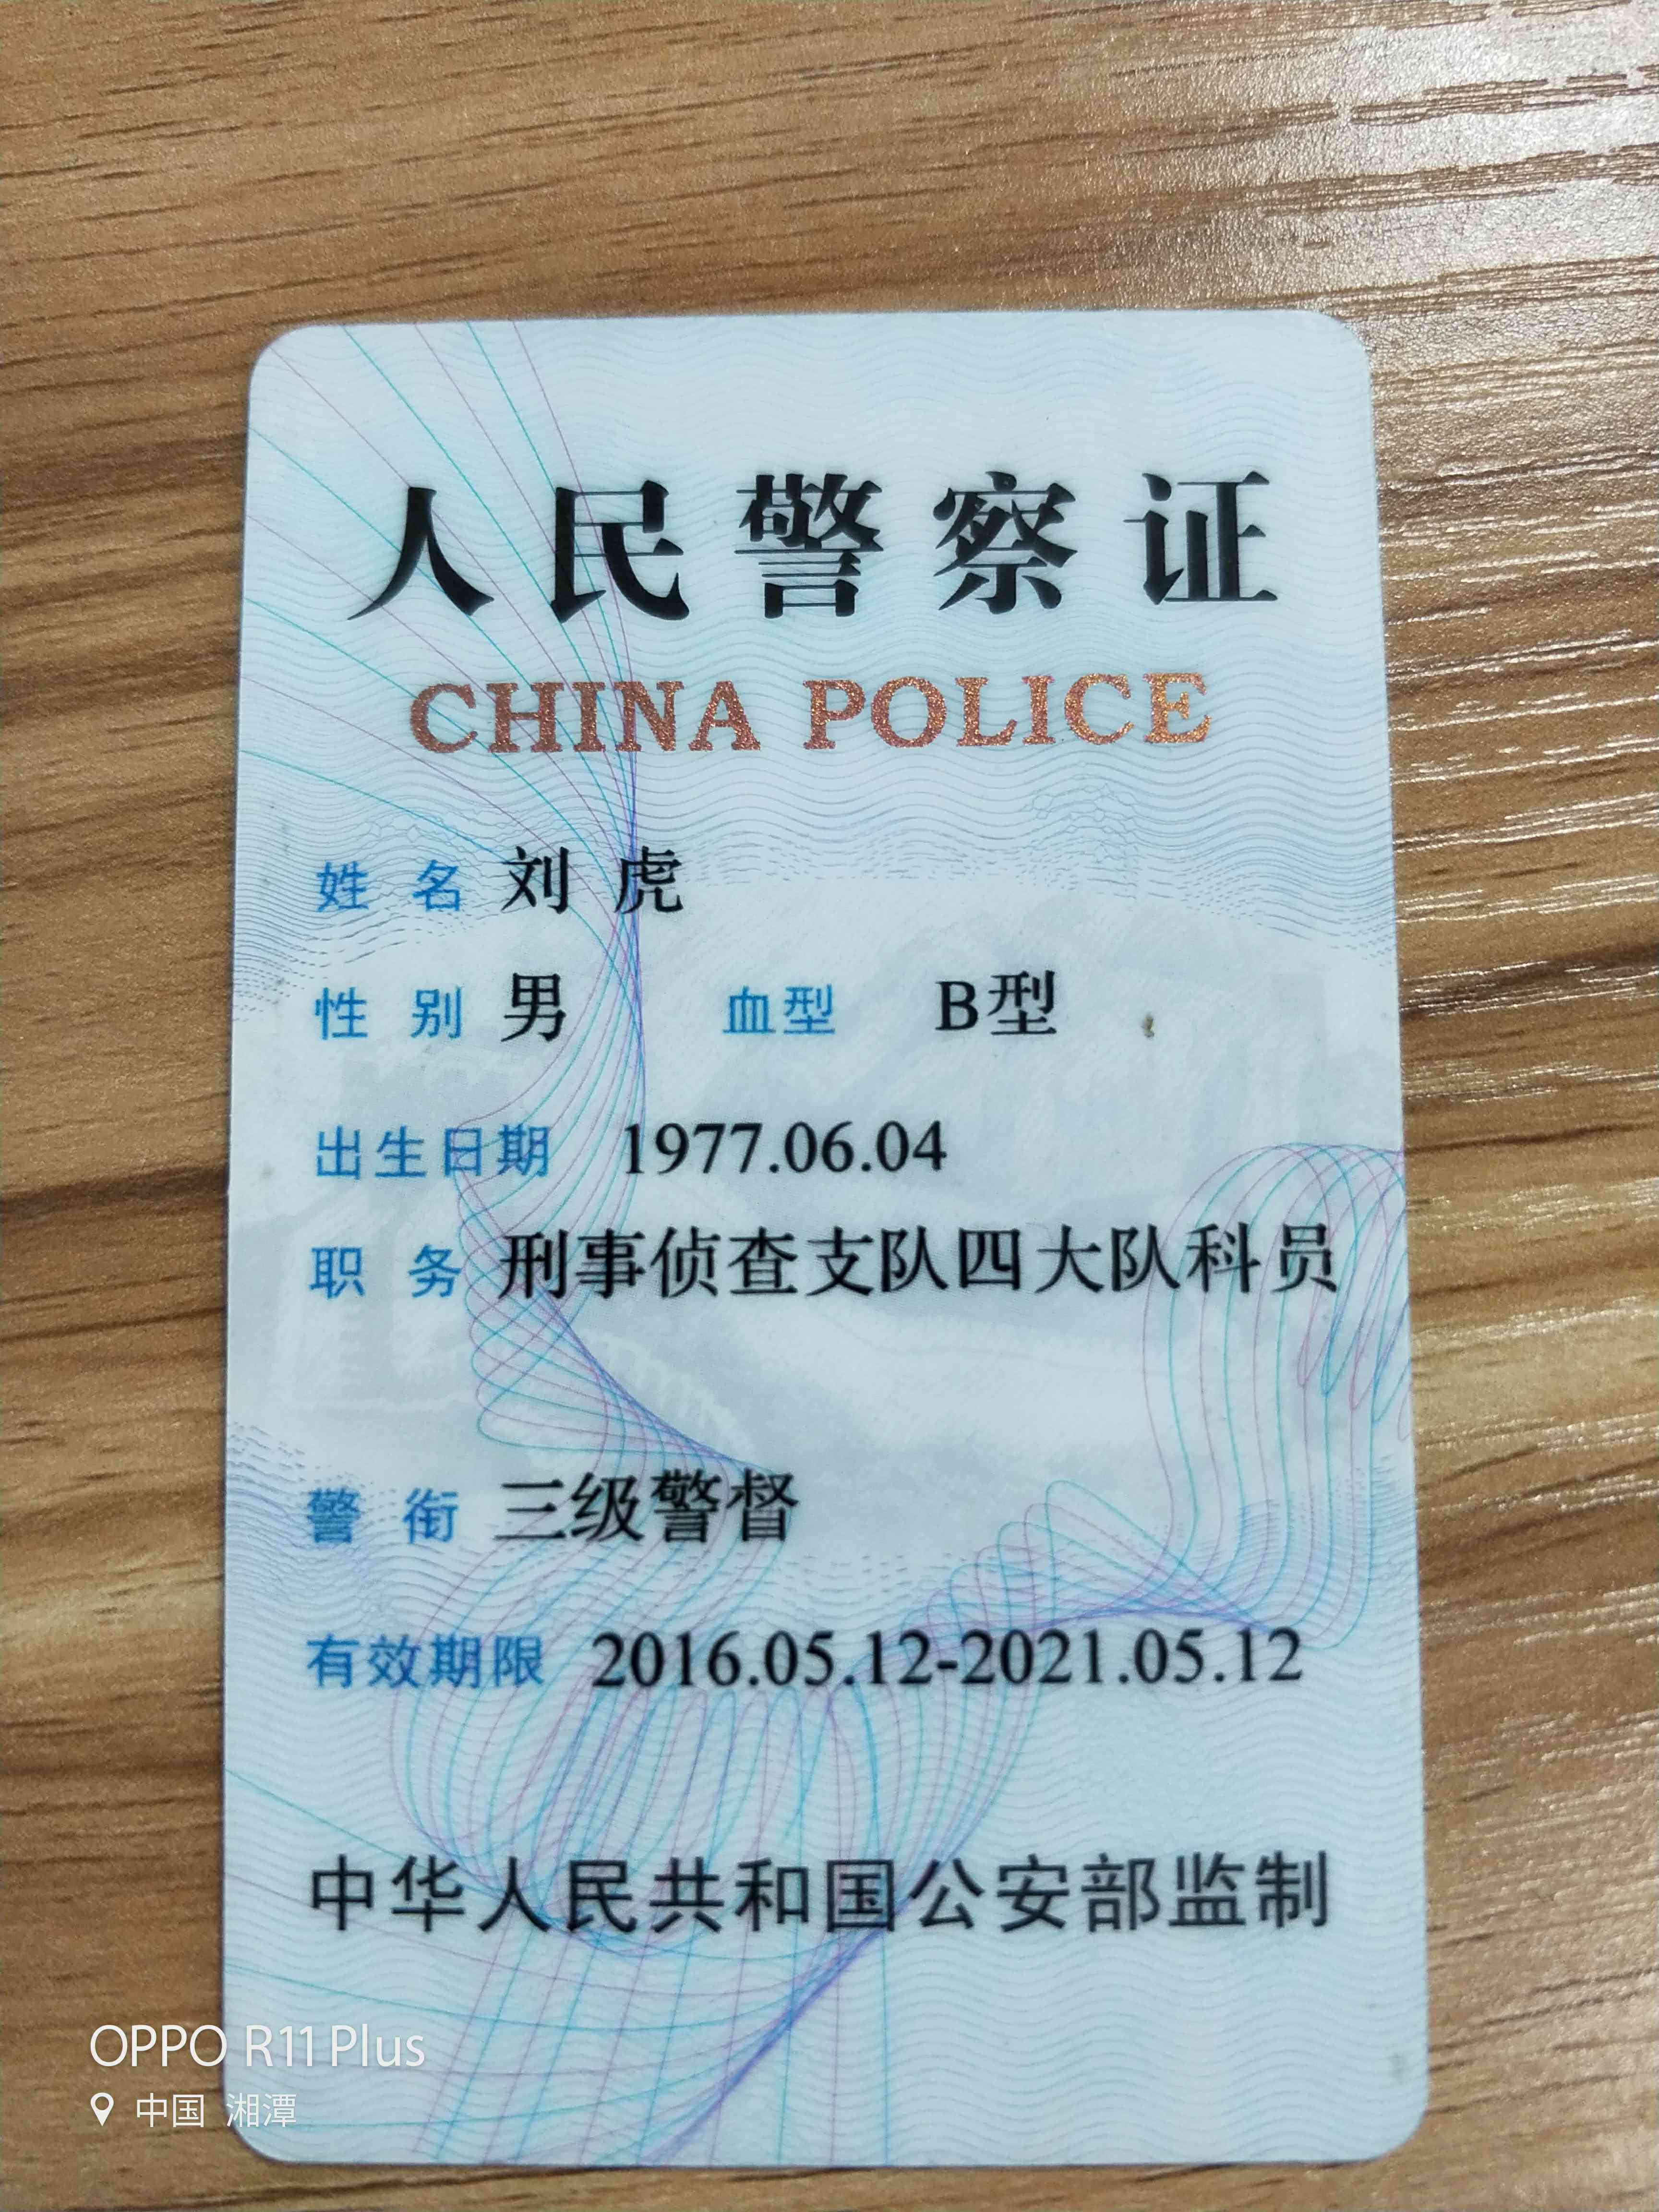 人民警察证
CHINA POLICE
姓名 刘虎
性别 男 血型 B型
出生日期 1977.06.04
职务 刑事侦查支队四大队科员
警衔 三级警督
有效期限 2016.05.12-2021.05.12
中华人民共和国公安部监制
OPPO R11 Plus
中国 湘潭